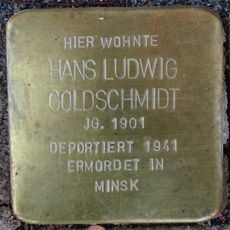 HIER WOHNTE
HANS LUDWIG
GOLDSCHMIDT
JG. 1901
DEPORTIERT 1941
ERMORDET IN
MINSK